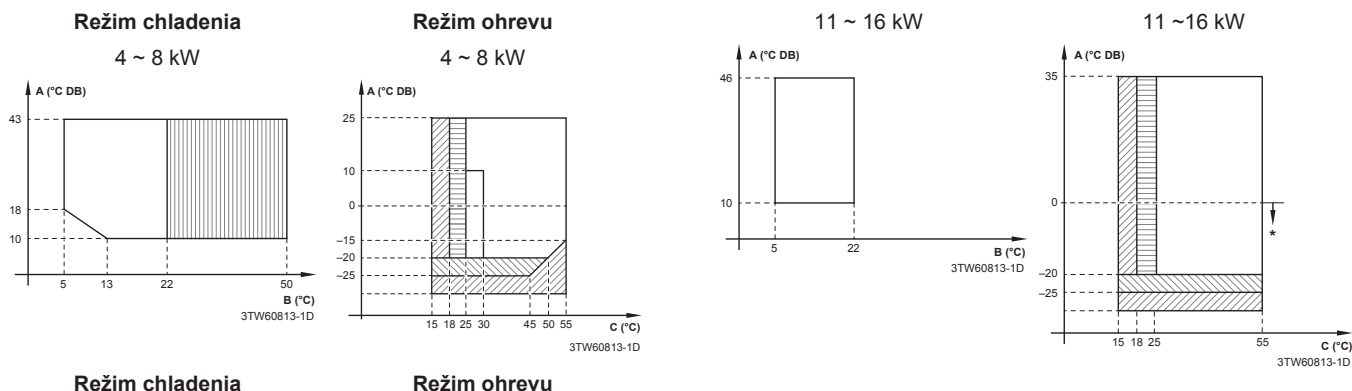 Režim chladenia
4 ~ 8 kW
A (°C DB)
43
18
10
5 13 22 50
B (°C)
3TW60813-1D
Režim ohrevu
4 ~ 8 kW
A (°C DB)
25
10
0
–15
–20
–25
15 18 25 30 45 50 55
C (°C)
3TW60813-1D
11 ~ 16 kW
A (°C DB)
46
10
5 22
B (°C)
3TW60813-1D
11 ~16 kW
A (°C DB)
35
0
*
–20
–25
15 18 25 55
C (°C)
3TW60813-1D
Režim chladenia
Režim ohrevu